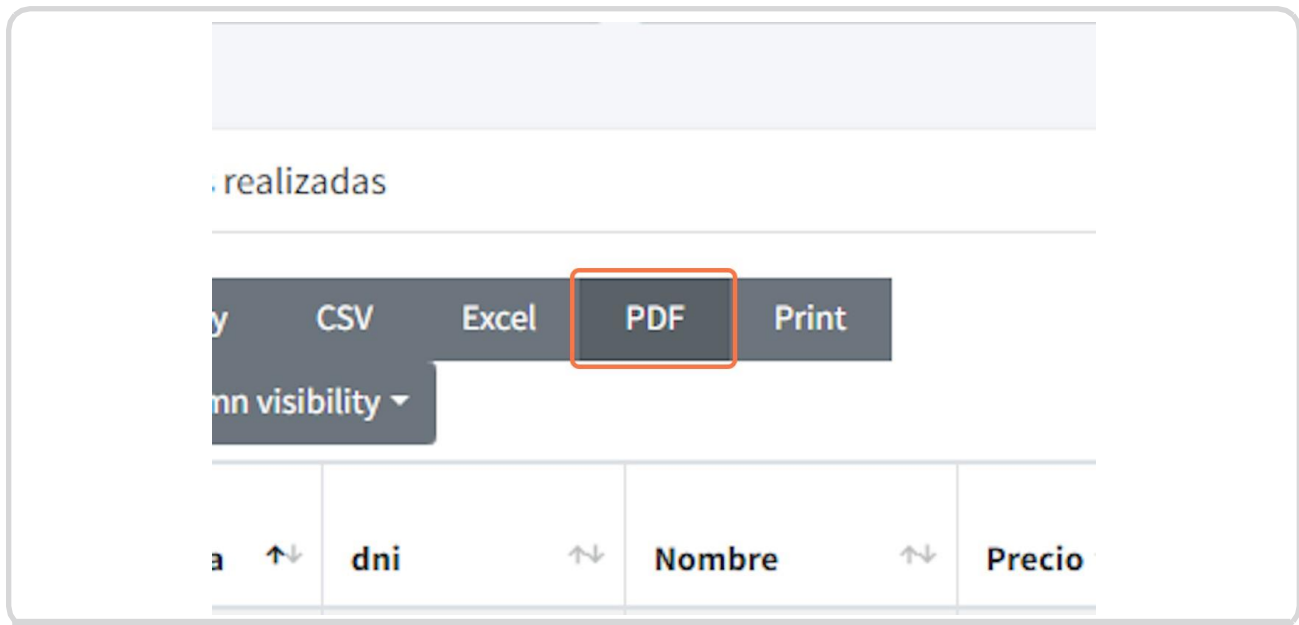 realizadas
y CSV Excel PDF Print
mn visibility
a dni Nombre Precio